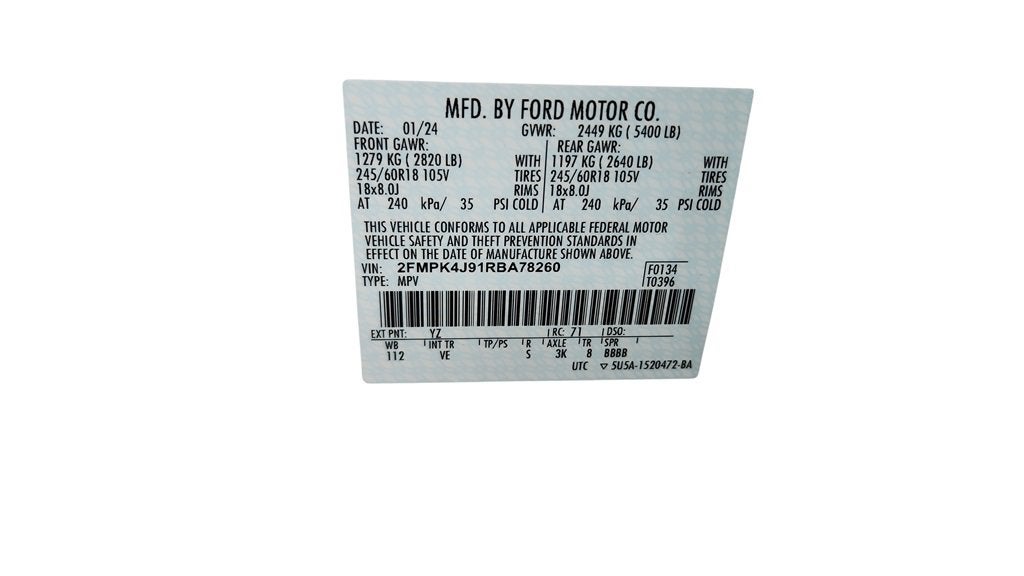 MFD. BY FORD MOTOR CO.
DATE: 01/24 GVWR: 2449 KG ( 5400 LB)
FRONT GAWR: REAR GAWR:
1279 KG ( 2820 LB) WITH 1197 KG ( 2640 LB) WITH
245/60R18 105V TIRES 245/60R18 105V TIRES
18x8.0J RIMS 18x8.0J RIMS
AT 240 kPa/ 35 PSI COLD AT 240 kPa/ 35 PSI COLD
THIS VEHICLE CONFORMS TO ALL APPLICABLE FEDERAL MOTOR
VEHICLE SAFETY AND THEFT PREVENTION STANDARDS IN
EFFECT ON THE DATE OF MANUFACTURE SHOWN ABOVE.
VIN: 2FMPK4J91RBA78260 F0134
TYPE: MPV T0396
EXT PNT: YZ RC: 71 DSO:
WB INT TR TP/PS R AXLE TR SPR
112 VE S 3K 8 BBBB
UTC ▽ 5U5A-1520472-BA